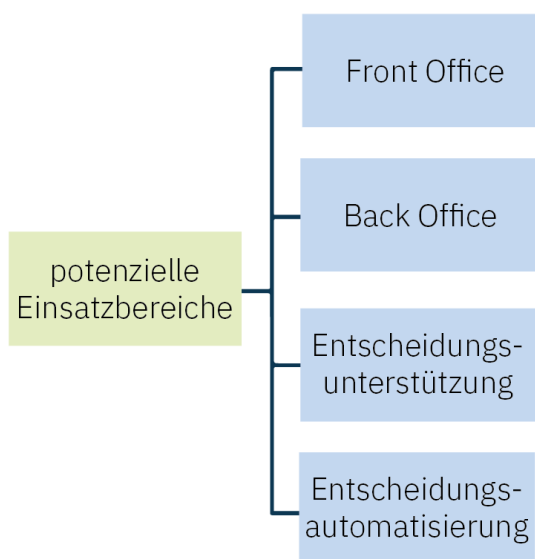 potenzielle
Einsatzbereiche
Front Office
Back Office
Entscheidungs-
unterstützung
Entscheidungs-
automatisierung